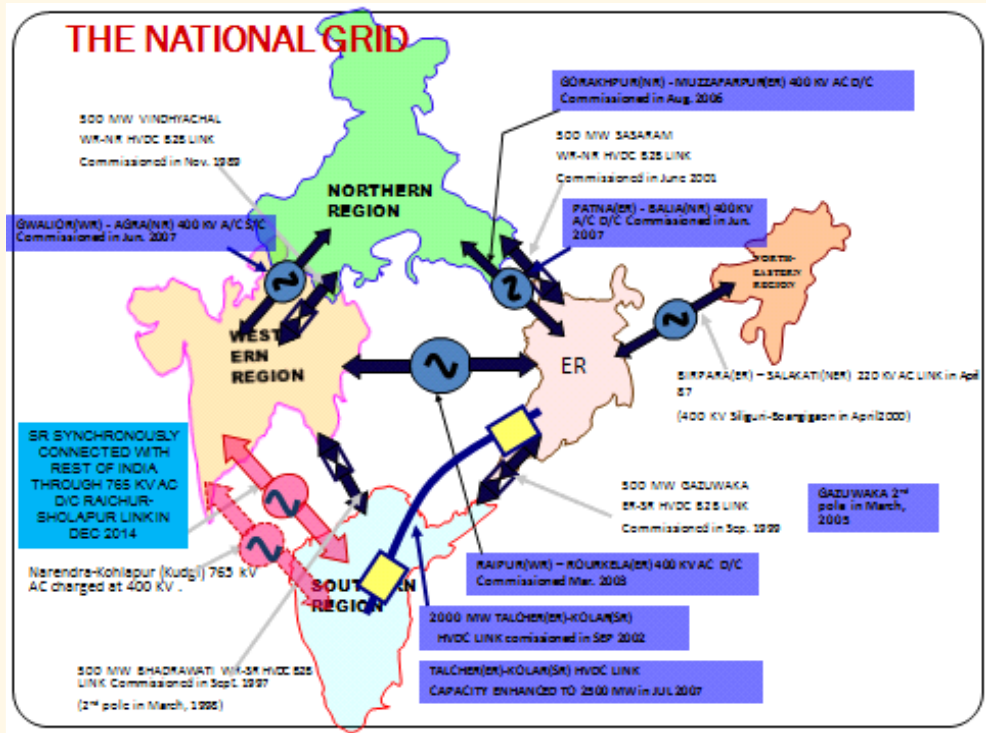 THE NATIONAL GRID
500 MW VINDHYACHAL
WR-NR HVDC B2B LINK
Commissioned in Nov. 1989
GORAKHPUR(NR) - MUZZAFARPUR(ER) 400 KV AC D/C
Commissioned in Aug. 2006
500 MW SASARAM
WR-NR HVDC B2B LINK
Commissioned in June 2001
NORTHERN
REGION
PATNA(ER) - BALIA(NR) 400KV
A/C D/C Commissioned in Jun.
2007
GWALIOR(WR) - AGRA(NR) 400 KV A/C S/C
Commissioned in Jun. 2007
NORTH-
EASTERN
REGION
WEST
ERN
REGION
ER
BIRPARA(ER) – SALAKATI(NER) 220 KV AC LINK in April
87
(400 KV Siliguri-Boangigaon in April2000)
SR SYNCHRONOUSLY
CONNECTED WITH
REST OF INDIA
THROUGH 765 KV AC
D/C RAICHUR-
SHOLAPUR LINK IN
DEC 2014
500 MW GAZUWAKA
ER-SR HVDC B2B LINK
Commissioned in Sep. 1999
GAZUWAKA 2nd
pole in March,
2005
Narendra-Kohlapur (Kudgi) 765 kV
AC charged at 400 KV .
RAIPUR(WR) – ROURKELA(ER) 400 KV AC D/C
Commissioned Mar. 2003
SOUTHERN
REGION
2000 MW TALCHER(ER)-KOLAR(SR)
HVDC LINK comissioned in SEP 2002
500 MW BHADRAWATI WR-SR HVDC B2B
LINK Commissioned in Sept. 1997
(2nd pole in March, 1998)
TALCHER(ER)-KOLAR(SR) HVDC LINK
CAPACITY ENHANCED TO 2500 MW in JUL 2007